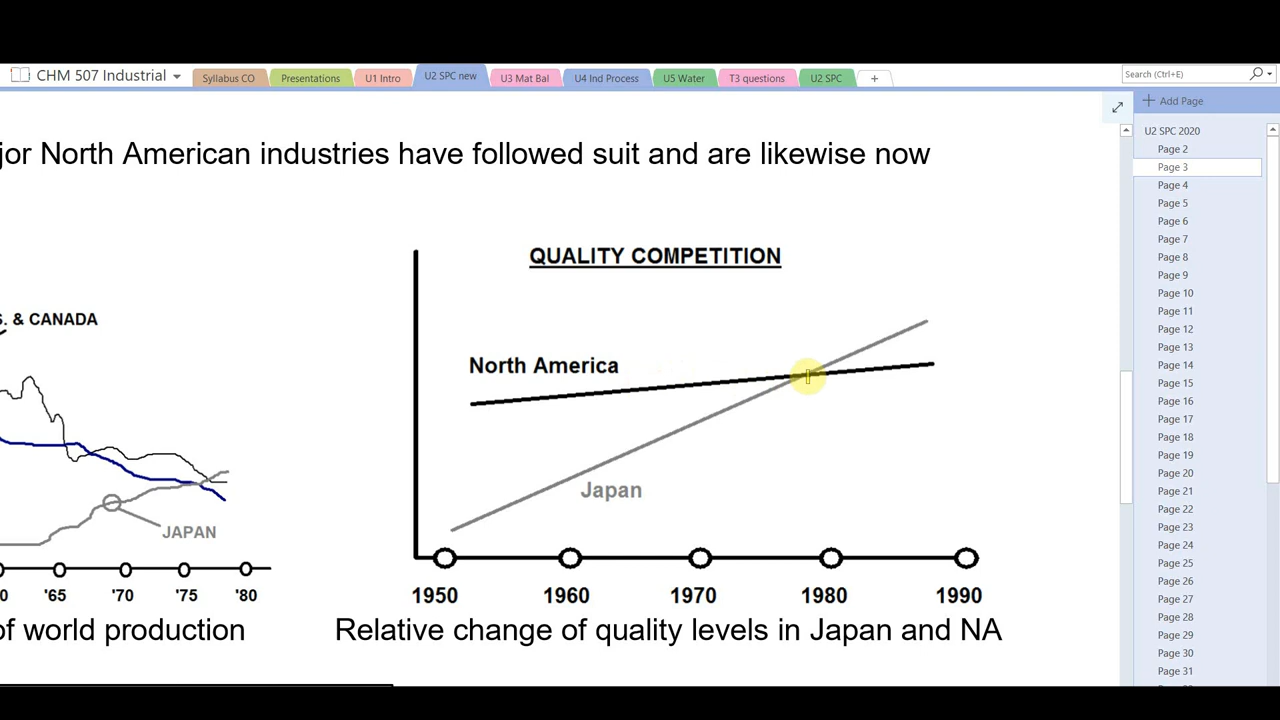 CHM 507 Industrial
Syllabus CO
Presentations
U1 Intro
U2 SPC new
U3 Mat Bal
U4 Ind Process
U5 Water
T3 questions
U2 SPC
+
Search (Ctrl+E)
Add Page
U2 SPC 2020
Page 2
Page 3
Page 4
Page 5
Page 6
Page 7
Page 8
Page 9
Page 10
Page 11
Page 12
Page 13
Page 14
Page 15
Page 16
Page 17
Page 18
Page 19
Page 20
Page 21
Page 22
Page 23
Page 24
Page 25
Page 26
Page 27
Page 28
Page 29
Page 30
Page 31
jor North American industries have followed suit and are likewise now
S. & CANADA
JAPAN
0 '65 '70 '75 '80
of world production
QUALITY COMPETITION
North America
Japan
1950 1960 1970 1980 1990
Relative change of quality levels in Japan and NA